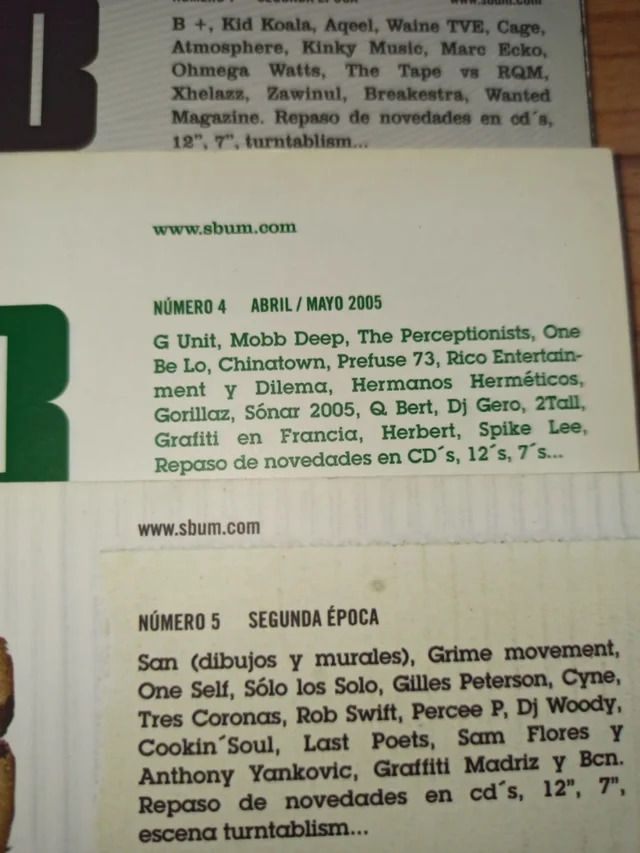 SEGUNDA ÉPOCA www.sbum.com
B +, Kid Koala, Aqeel, Waine TVE, Cage,
Atmosphere, Kinky Music, Marc Ecko,
Ohmega Watts, The Tape vs RQM,
Xhelazz, Zawinul, Breakestra, Wanted
Magazine. Repaso de novedades en cd´s,
12", 7", turntablism...
www.sbum.com
NÚMERO 4 ABRIL / MAYO 2005
G Unit, Mobb Deep, The Perceptionists, One
Be Lo, Chinatown, Prefuse 73, Rico Entertain-
ment y Dilema, Hermanos Herméticos,
Gorillaz, Sónar 2005, Q Bert, Dj Gero, 2Tall,
Grafiti en Francia, Herbert, Spike Lee,
Repaso de novedades en CD´s, 12´s, 7´s...
www.sbum.com
NÚMERO 5 SEGUNDA ÉPOCA
San (dibujos y murales), Grime movement,
One Self, Sólo los Solo, Gilles Peterson, Cyne,
Tres Coronas, Rob Swift, Percee P, Dj Woody,
Cookin´Soul, Last Poets, Sam Flores y
Anthony Yankovic, Graffiti Madriz y Bcn.
Repaso de novedades en cd´s, 12", 7",
escena turntablism...